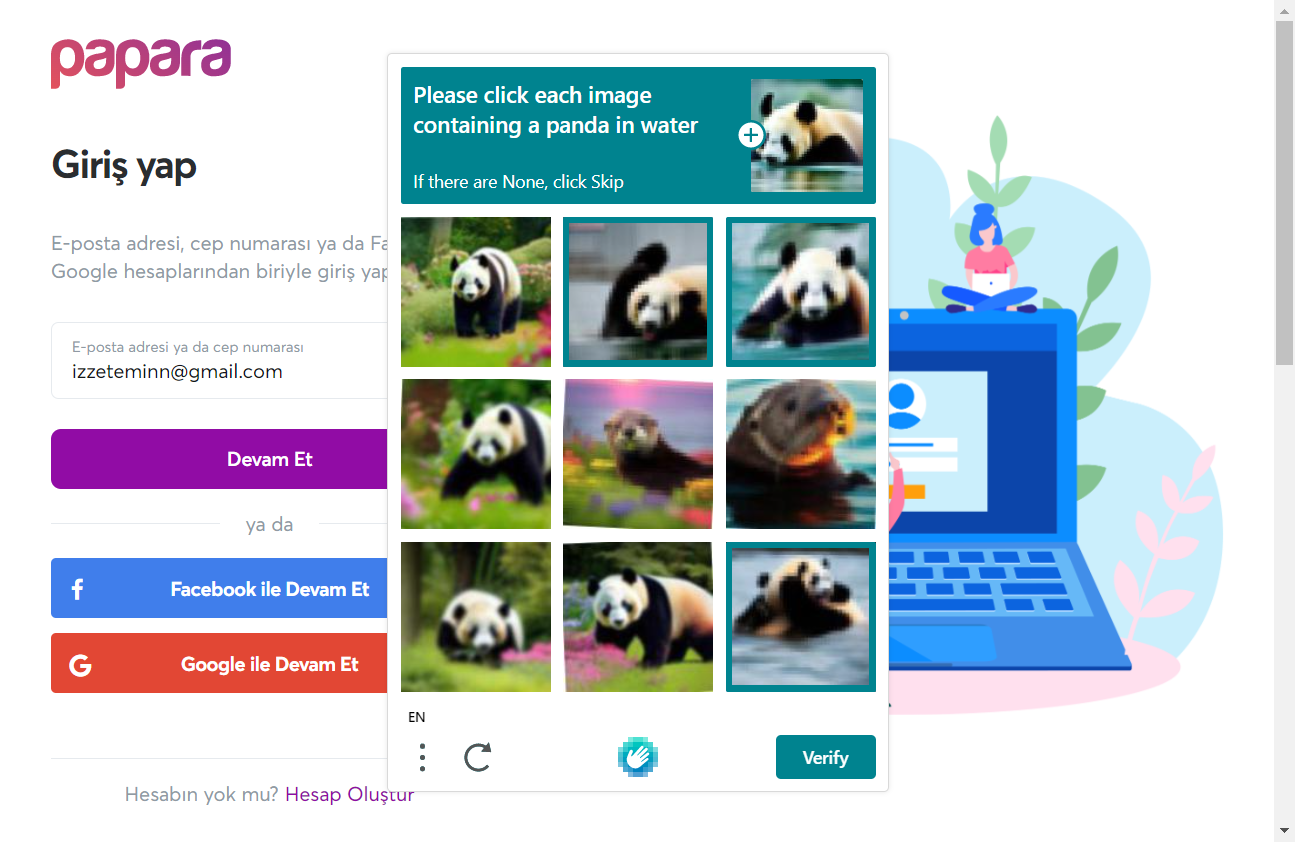 papara
Giriş yap
E-posta adresi, cep numarası ya da Fa
Google hesaplarından biriyle giriş yap
E-posta adresi ya da cep numarası
izzeteminn@gmail.com
Devam Et
ya da
Facebook ile Devam Et
Google ile Devam Et
Hesabın yok mu? Hesap Oluştur
Please click each image
containing a panda in water
If there are None, click Skip
EN
Verify